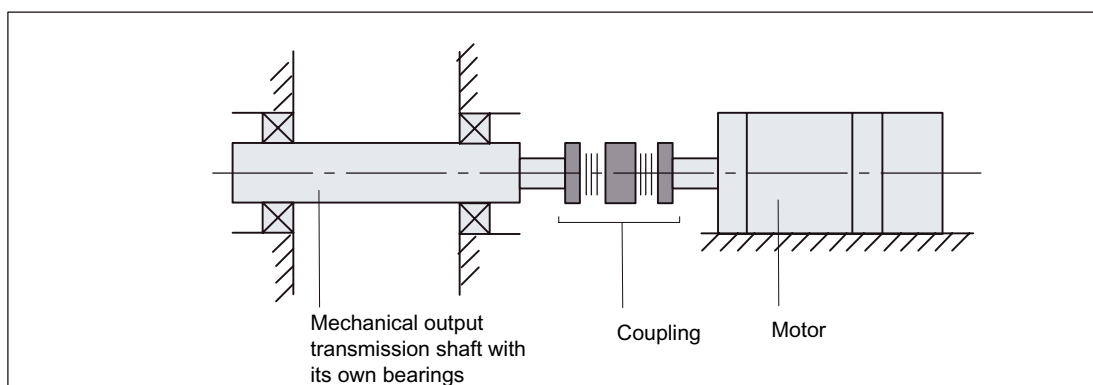 Mechanical output
transmission shaft with
its own bearings
Coupling
Motor